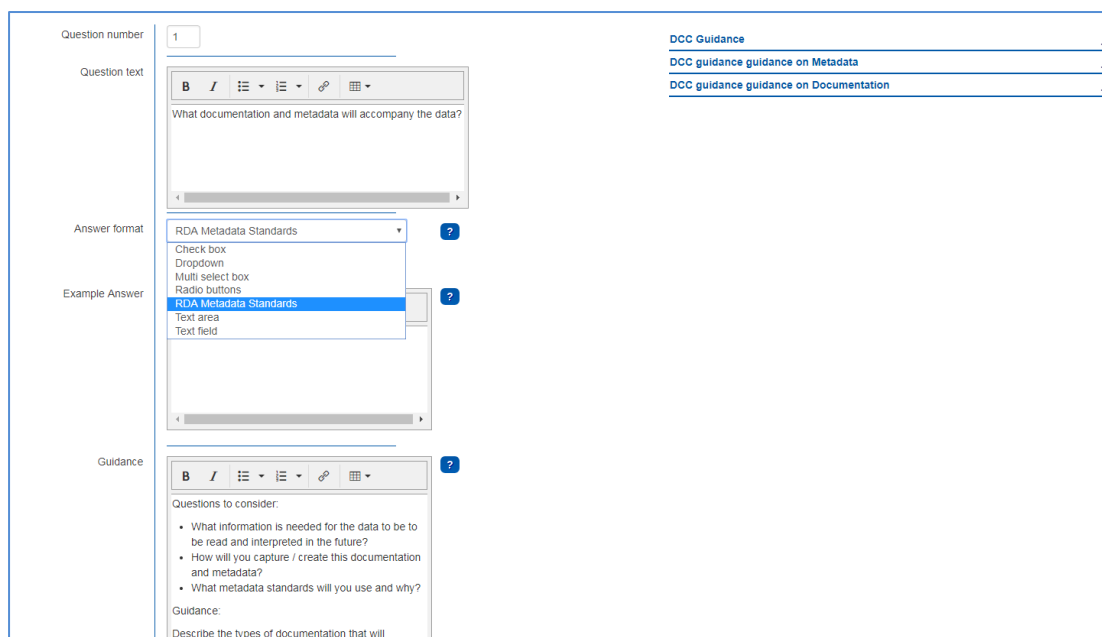 Question number
1
Question text
B I
What documentation and metadata will accompany the data?
Answer format
RDA Metadata Standards
?
Check box
Dropdown
Multi select box
Radio buttons
RDA Metadata Standards
Text area
Text field
Example Answer
?
Guidance
?
B I
Questions to consider:
• What information is needed for the data to be to
be read and interpreted in the future?
• How will you capture / create this documentation
and metadata?
• What metadata standards will you use and why?
Guidance:
Describe the types of documentation that will
DCC Guidance
DCC guidance guidance on Metadata
DCC guidance guidance on Documentation